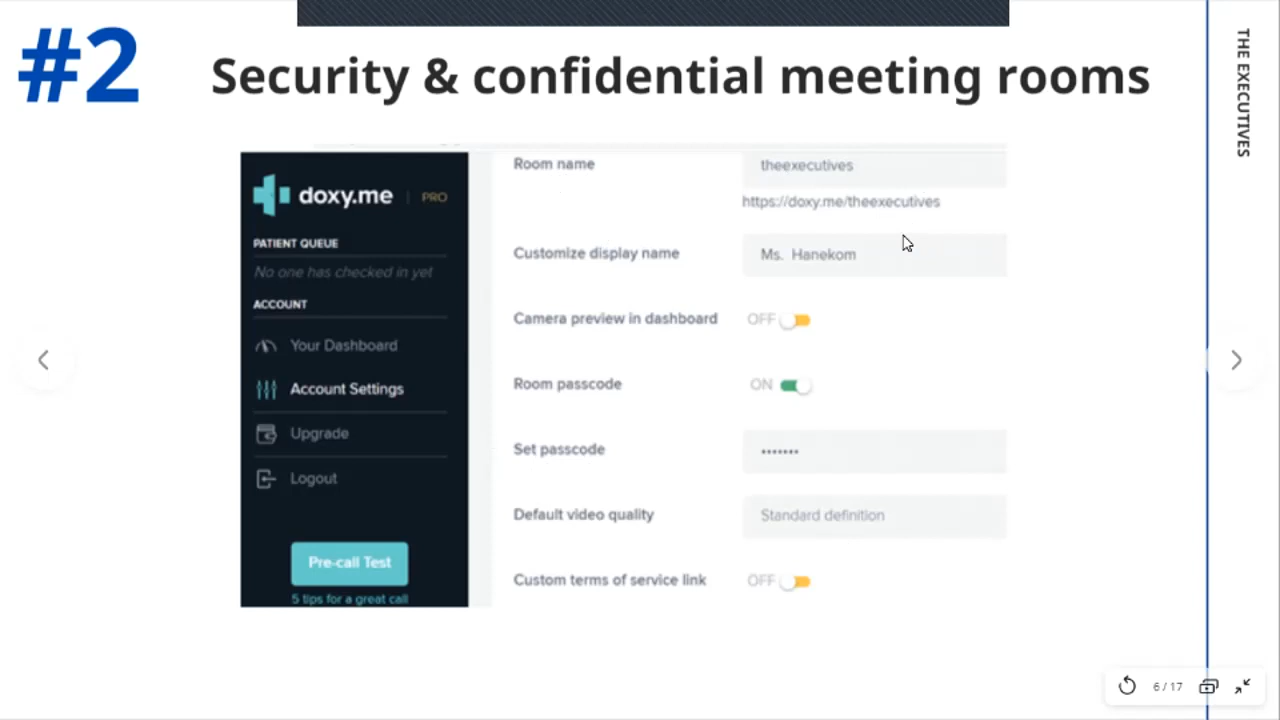 #2
Security & confidential meeting rooms
THE EXECUTIVES
doxy.me | PRO
PATIENT QUEUE
No one has checked in yet
ACCOUNT
Your Dashboard
Account Settings
Upgrade
Logout
Pre-call Test
5 tips for a great call
Room name theexecutives
https://doxy.me/theexecutives
Customize display name Ms. Hanekom
Camera preview in dashboard OFF
Room passcode ON
Set passcode •••••••
Default video quality Standard definition
Custom terms of service link OFF
6 / 17